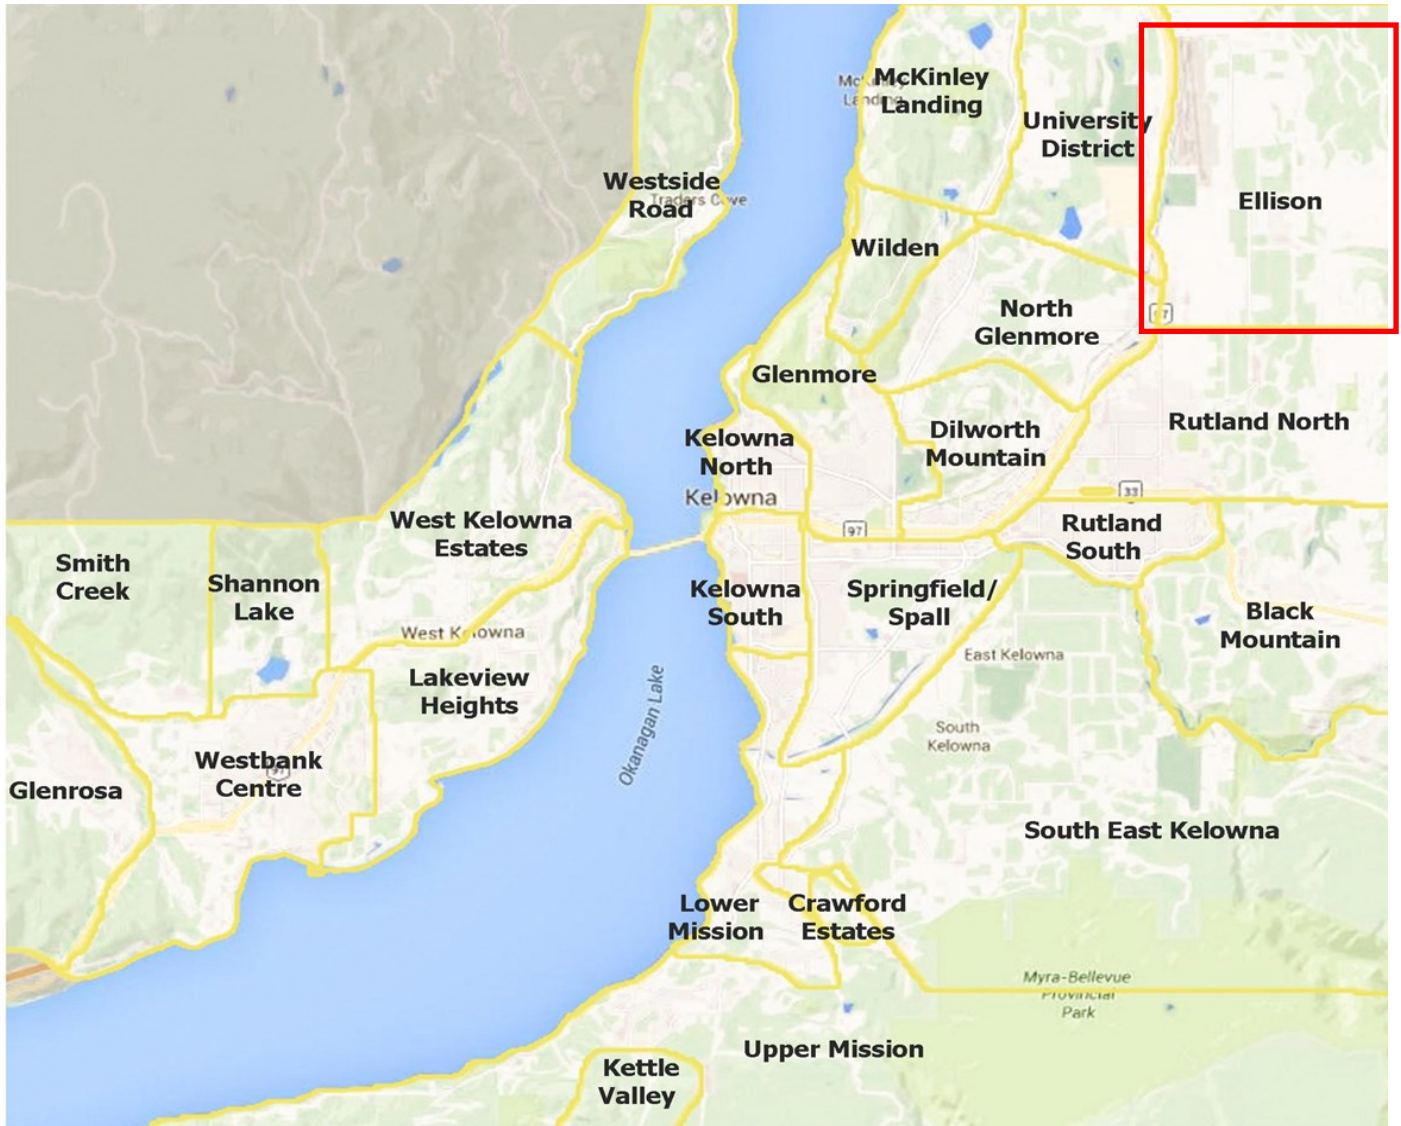 McKinley
Landing
University
District
Ellison
Westside
Road
Wilden
North
Glenmore
Glenmore
Rutland North
Kelowna
North
Dilworth
Mountain
Kelowna
33
97
West Kelowna
Estates
Rutland
South
Smith
Creek
Shannon
Lake
Kelowna
South
Springfield/
Spall
Black
Mountain
West Kelowna
East Kelowna
Lakeview
Heights
Okanagan Lake
South
Kelowna
Westbank
Centre
97
Glenrosa
South East Kelowna
Lower
Mission
Crawford
Estates
Myra-Bellevue
Provincial
Park
Upper Mission
Kettle
Valley